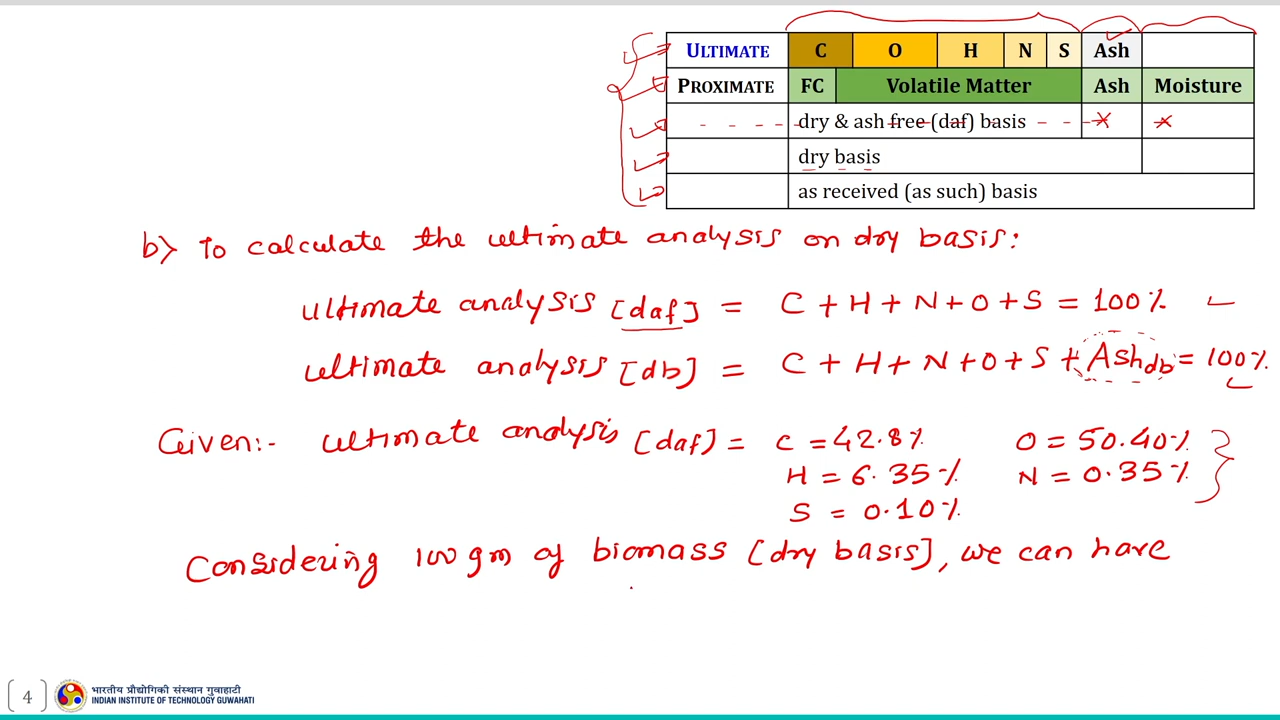 ULTIMATE C O H N S Ash
PROXIMATE FC Volatile Matter Ash Moisture
dry & ash free (daf) basis
dry basis
as received (as such) basis
b) To calculate the ultimate analysis on dry basis:
ultimate analysis [daf] = C + H + N + O + S = 100%
ultimate analysis [db] = C + H + N + O + S + Ash db = 100%
Given:- ultimate analysis [daf] = C = 42.8% O = 50.40%
H = 6.35% N = 0.35%
S = 0.10%
Considering 100 gm of biomass [dry basis], we can have
4
भारतीय प्रौद्योगिकी संस्थान गुवाहाटी
INDIAN INSTITUTE OF TECHNOLOGY GUWAHATI